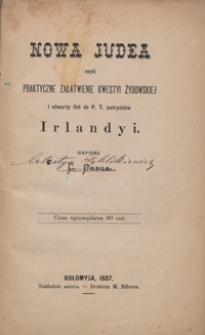 NOWA JUDEA
czyli
PRAKTYCZNE ZAŁATWIENIE KWESTYI ŻYDOWSKIEJ
i otwarty list do P. T. patryotów
Irlandyi.
NAPISAŁ
Cena egzemplarza 60 cnt.
KOŁOMYJA, 1887.
Nakładem autora. — Drukiem M. Bilousa.